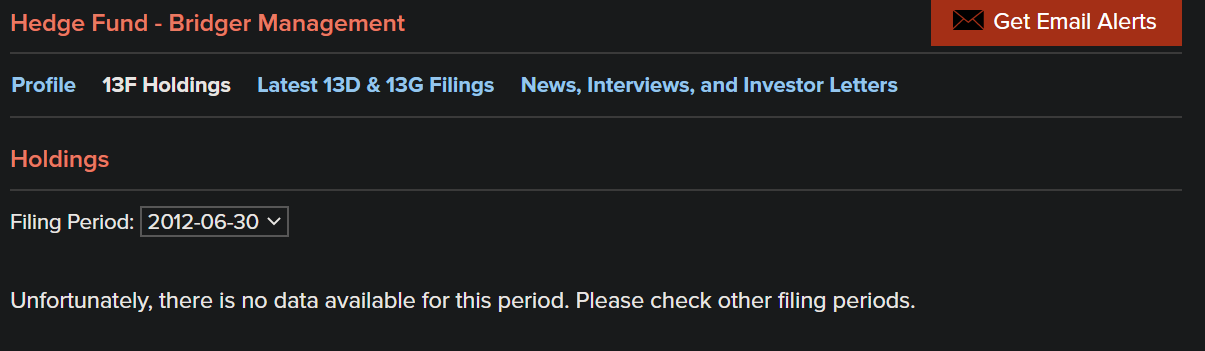 Hedge Fund - Bridger Management
Get Email Alerts
Profile 13F Holdings Latest 13D & 13G Filings News, Interviews, and Investor Letters
Holdings
Filing Period: 2012-06-30
Unfortunately, there is no data available for this period. Please check other filing periods.